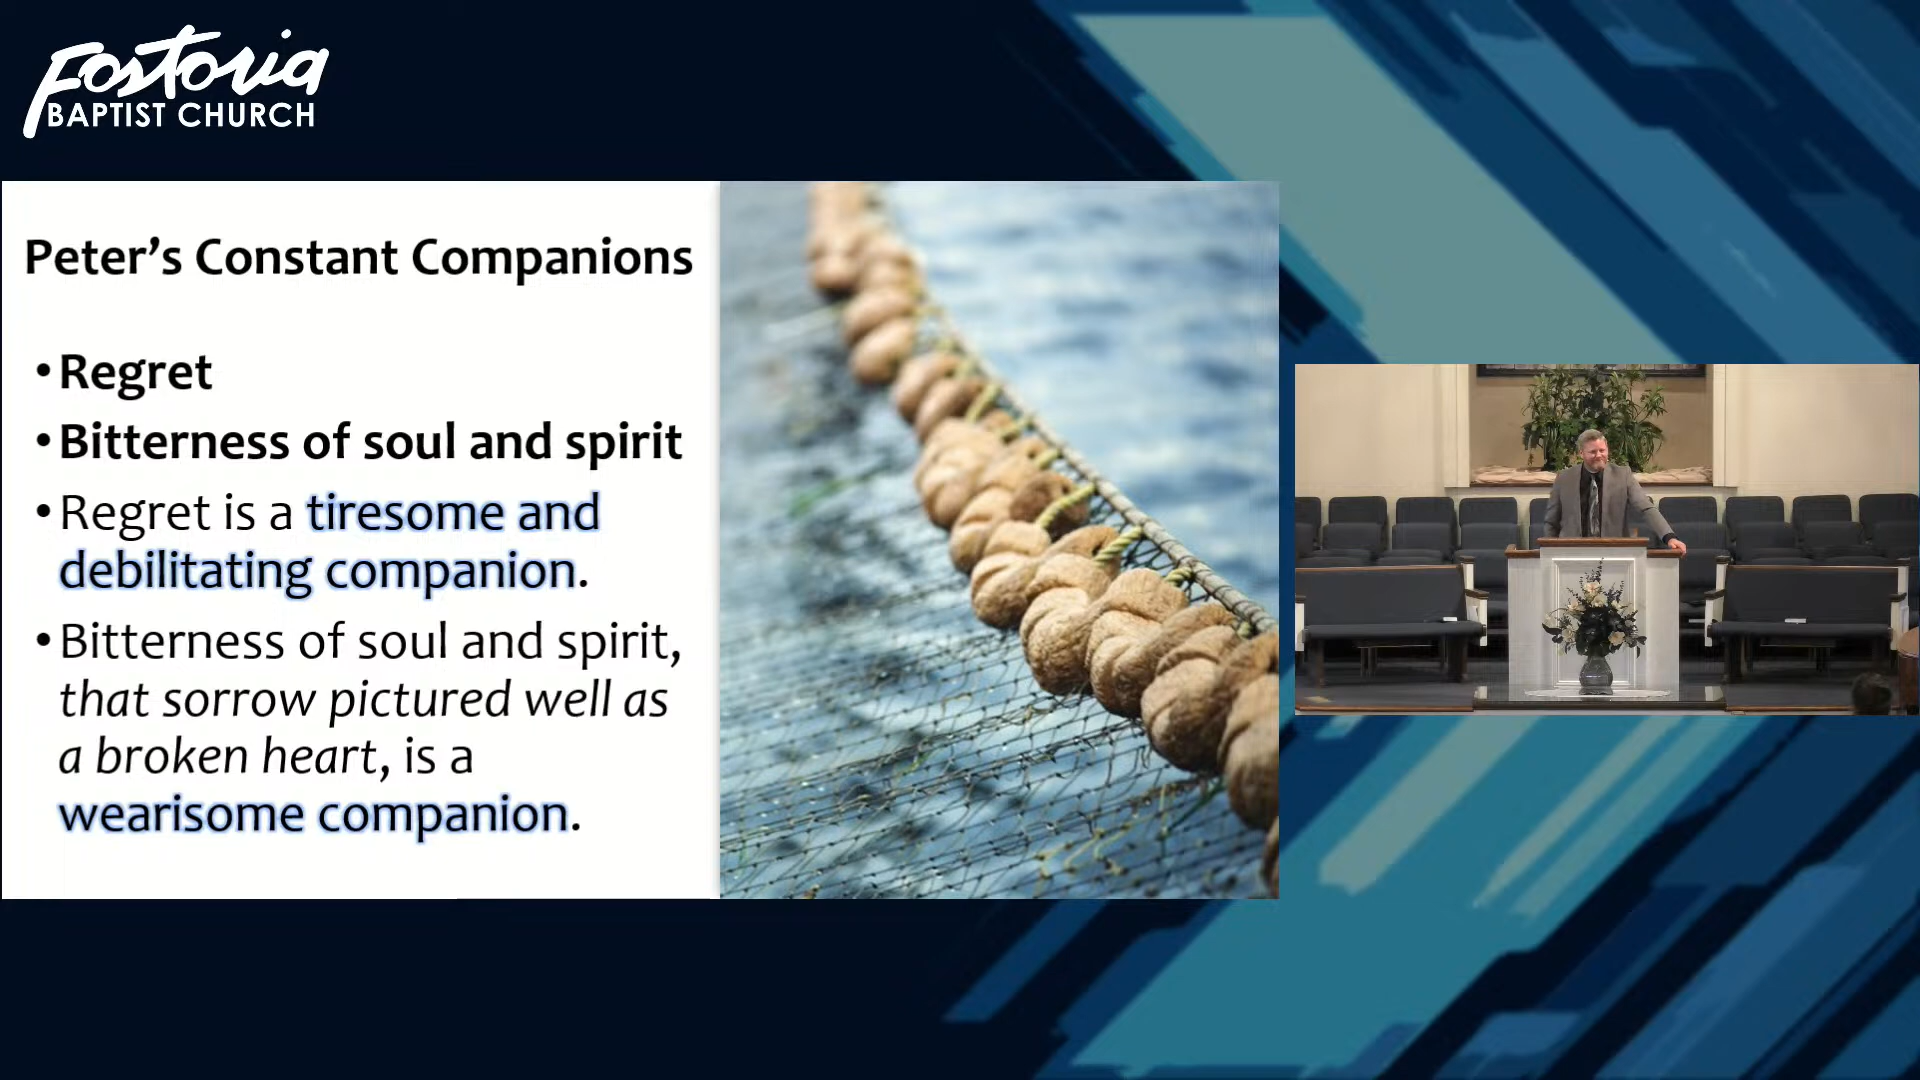 Fostoria
BAPTIST CHURCH
Peter's Constant Companions
•Regret
•Bitterness of soul and spirit
•Regret is a tiresome and
debilitating companion.
•Bitterness of soul and spirit,
that sorrow pictured well as
a broken heart, is a
wearisome companion.